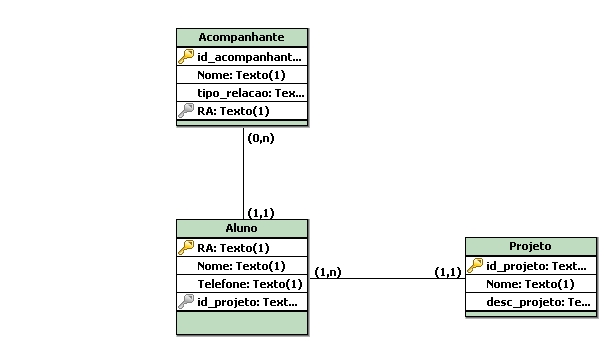 Acompanhante
id_acompanhant...
Nome: Texto(1)
tipo_relacao: Tex...
RA: Texto(1)
(0,n)
(1,1)
Aluno
RA: Texto(1)
Nome: Texto(1)
Telefone: Texto(1)
id_projeto: Text...
(1,n)
(1,1)
Projeto
id_projeto: Text...
Nome: Texto(1)
desc_projeto: Te...